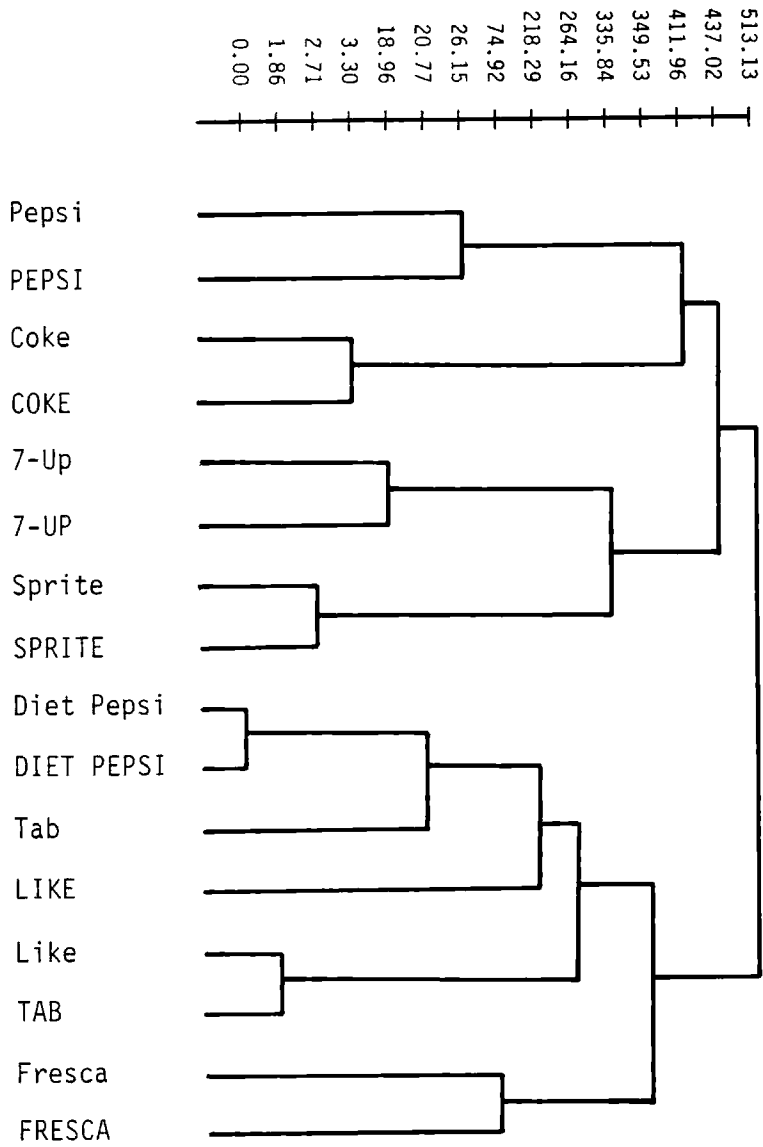 0.00
1.86
2.71
3.30
18.96
20.77
26.15
74.92
218.29
264.16
335.84
349.53
411.96
437.02
513.13
Pepsi
PEPSI
Coke
COKE
7-Up
7-UP
Sprite
SPRITE
Diet Pepsi
DIET PEPSI
Tab
LIKE
Like
TAB
Fresca
FRESCA